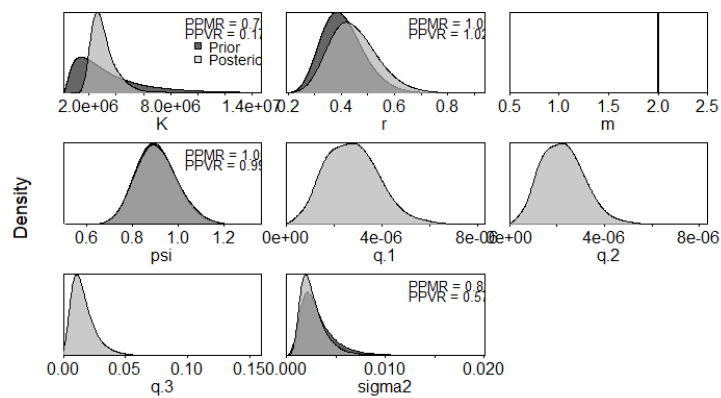 PPMR = 0.7
PPVR = 0.17
Prior
Posterio
2.0e+06 8.0e+06 1.4e+07
K
PPMR = 1.0
PPVR = 1.02
0.2 0.4 0.6 0.8
r
0.5 1.0 1.5 2.0 2.5
m
Density
PPMR = 1.0
PPVR = 0.99
0.6 0.8 1.0 1.2
psi
0e+00 4e-06 8e-06
q.1
0e+00 4e-06 8e-06
q.2
0.00 0.05 0.10 0.150
q.3
PPMR = 0.8
PPVR = 0.57
0.000 0.010 0.020
sigma2